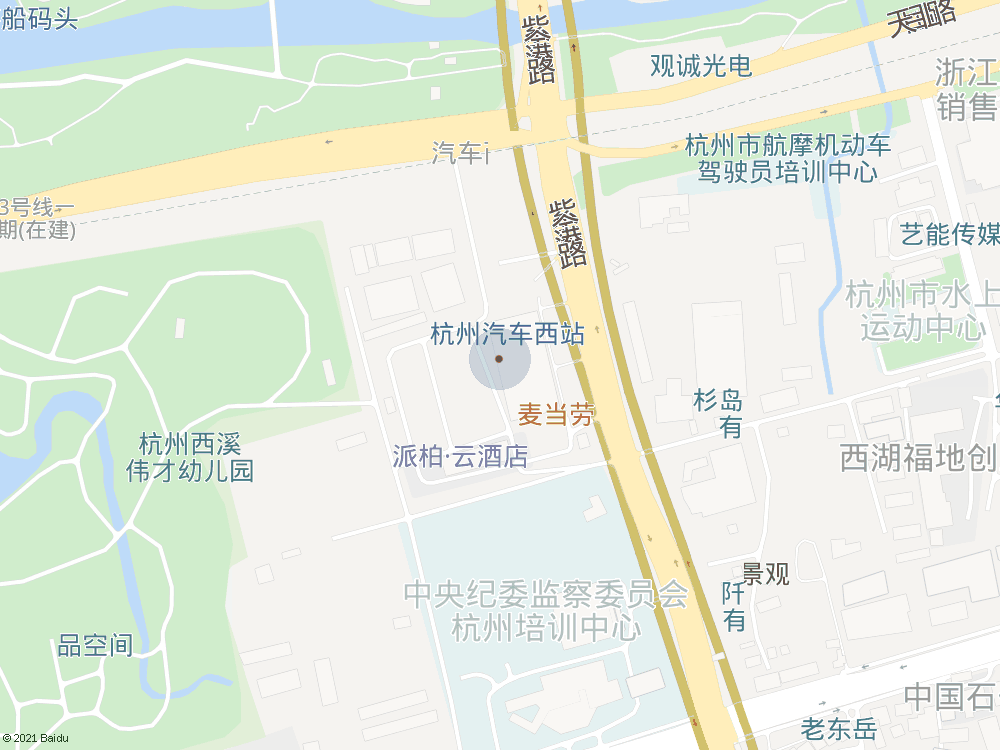 船码头
紫港路
天目山路
观诚光电
浙江
销售
汽车
杭州市航摩机动车
驾驶员培训中心
3号线一
期(在建)
紫港路
艺能传媒
杭州市水上
运动中心
杭州汽车西站
麦当劳
杉岛
有
杭州西溪
伟才幼儿园
派柏·云酒店
西湖福地创
景观
阡
有
中央纪委监察委员会
杭州培训中心
品空间
中国石
老东岳
© 2021 Baidu